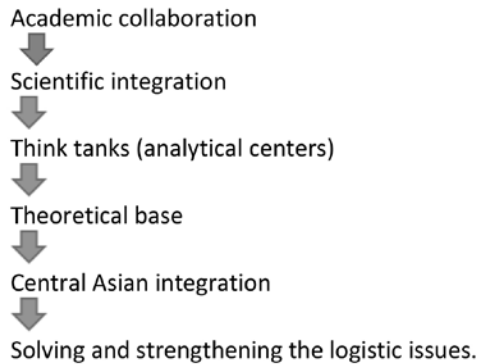 Academic collaboration
Scientific integration
Think tanks (analytical centers)
Theoretical base
Central Asian integration
Solving and strengthening the logistic issues.